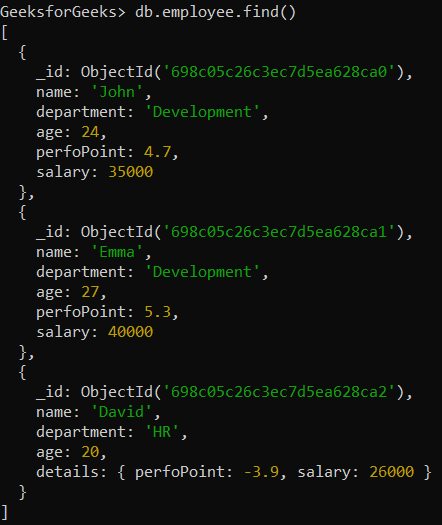 GeeksforGeeks> db.employee.find()
[
  {
    _id: ObjectId('698c05c26c3ec7d5ea628ca0'),
    name: 'John',
    department: 'Development',
    age: 24,
    perfoPoint: 4.7,
    salary: 35000
  },
  {
    _id: ObjectId('698c05c26c3ec7d5ea628ca1'),
    name: 'Emma',
    department: 'Development',
    age: 27,
    perfoPoint: 5.3,
    salary: 40000
  },
  {
    _id: ObjectId('698c05c26c3ec7d5ea628ca2'),
    name: 'David',
    department: 'HR',
    age: 20,
    details: { perfoPoint: -3.9, salary: 26000 }
  }
]